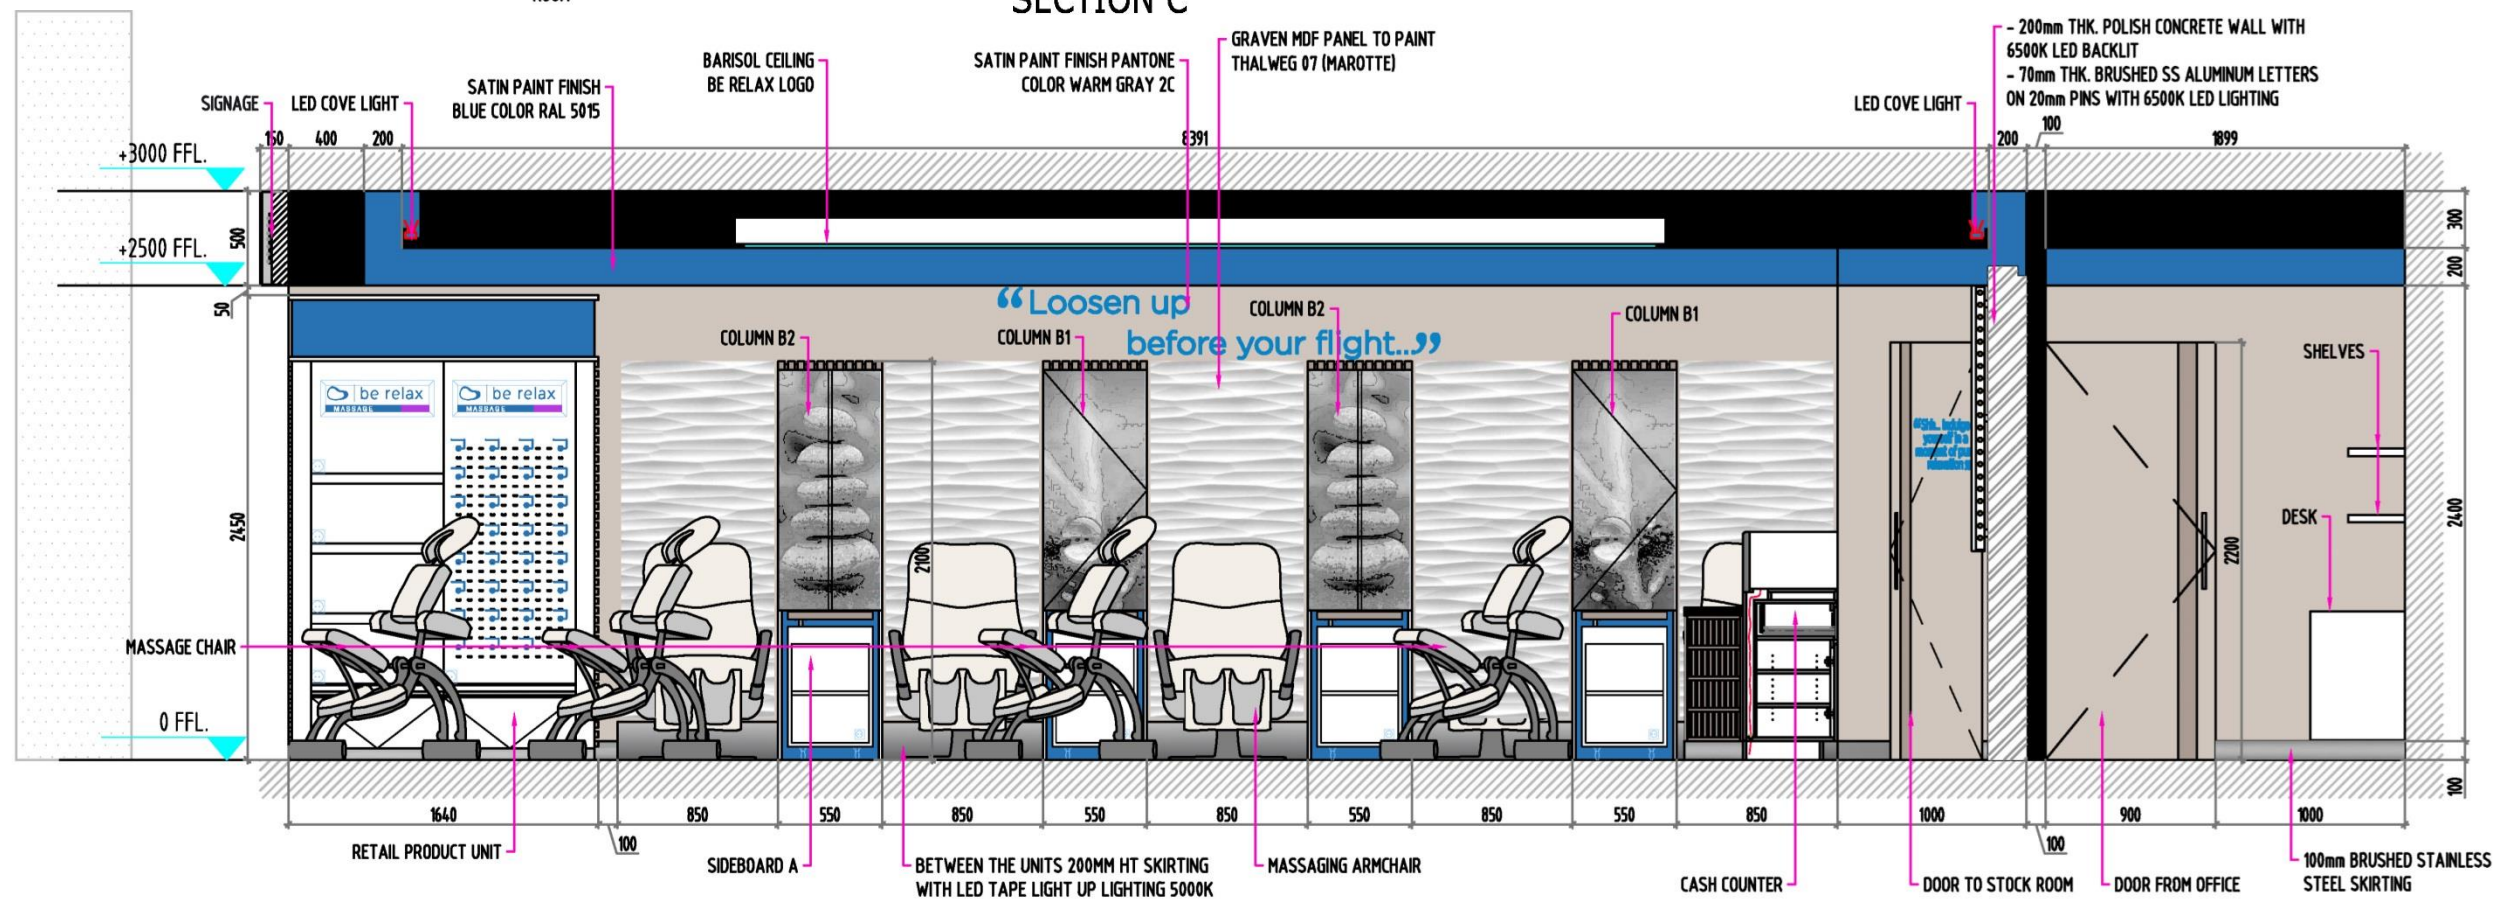 SECTION C
SIGNAGE
LED COVE LIGHT
SATIN PAINT FINISH
BLUE COLOR RAL 5015
BARISOL CEILING
BE RELAX LOGO
SATIN PAINT FINISH PANTONE
COLOR WARM GRAY 2C
GRAVEN MDF PANEL TO PAINT
THALWEG 07 (MAROTTE)
LED COVE LIGHT
- 200mm THK. POLISH CONCRETE WALL WITH
6500K LED BACKLIT
- 70mm THK. BRUSHED SS ALUMINUM LETTERS
ON 20mm PINS WITH 6500K LED LIGHTING
150
400
200
8391
200
100
1899
+3000 FFL.
+2500 FFL.
0 FFL.
500
50
2450
300
200
2400
100
2100
2200
“Loosen up
before your flight...”
COLUMN B2
COLUMN B1
COLUMN B2
COLUMN B1
be relax
MASSAGE
be relax
MASSAGE
SHELVES
DESK
MASSAGE CHAIR
1640
100
850
550
850
550
850
550
850
550
850
1000
100
900
1000
RETAIL PRODUCT UNIT
SIDEBOARD A
BETWEEN THE UNITS 200MM HT SKIRTING
WITH LED TAPE LIGHT UP LIGHTING 5000K
MASSAGING ARMCHAIR
CASH COUNTER
DOOR TO STOCK ROOM
DOOR FROM OFFICE
100mm BRUSHED STAINLESS
STEEL SKIRTING